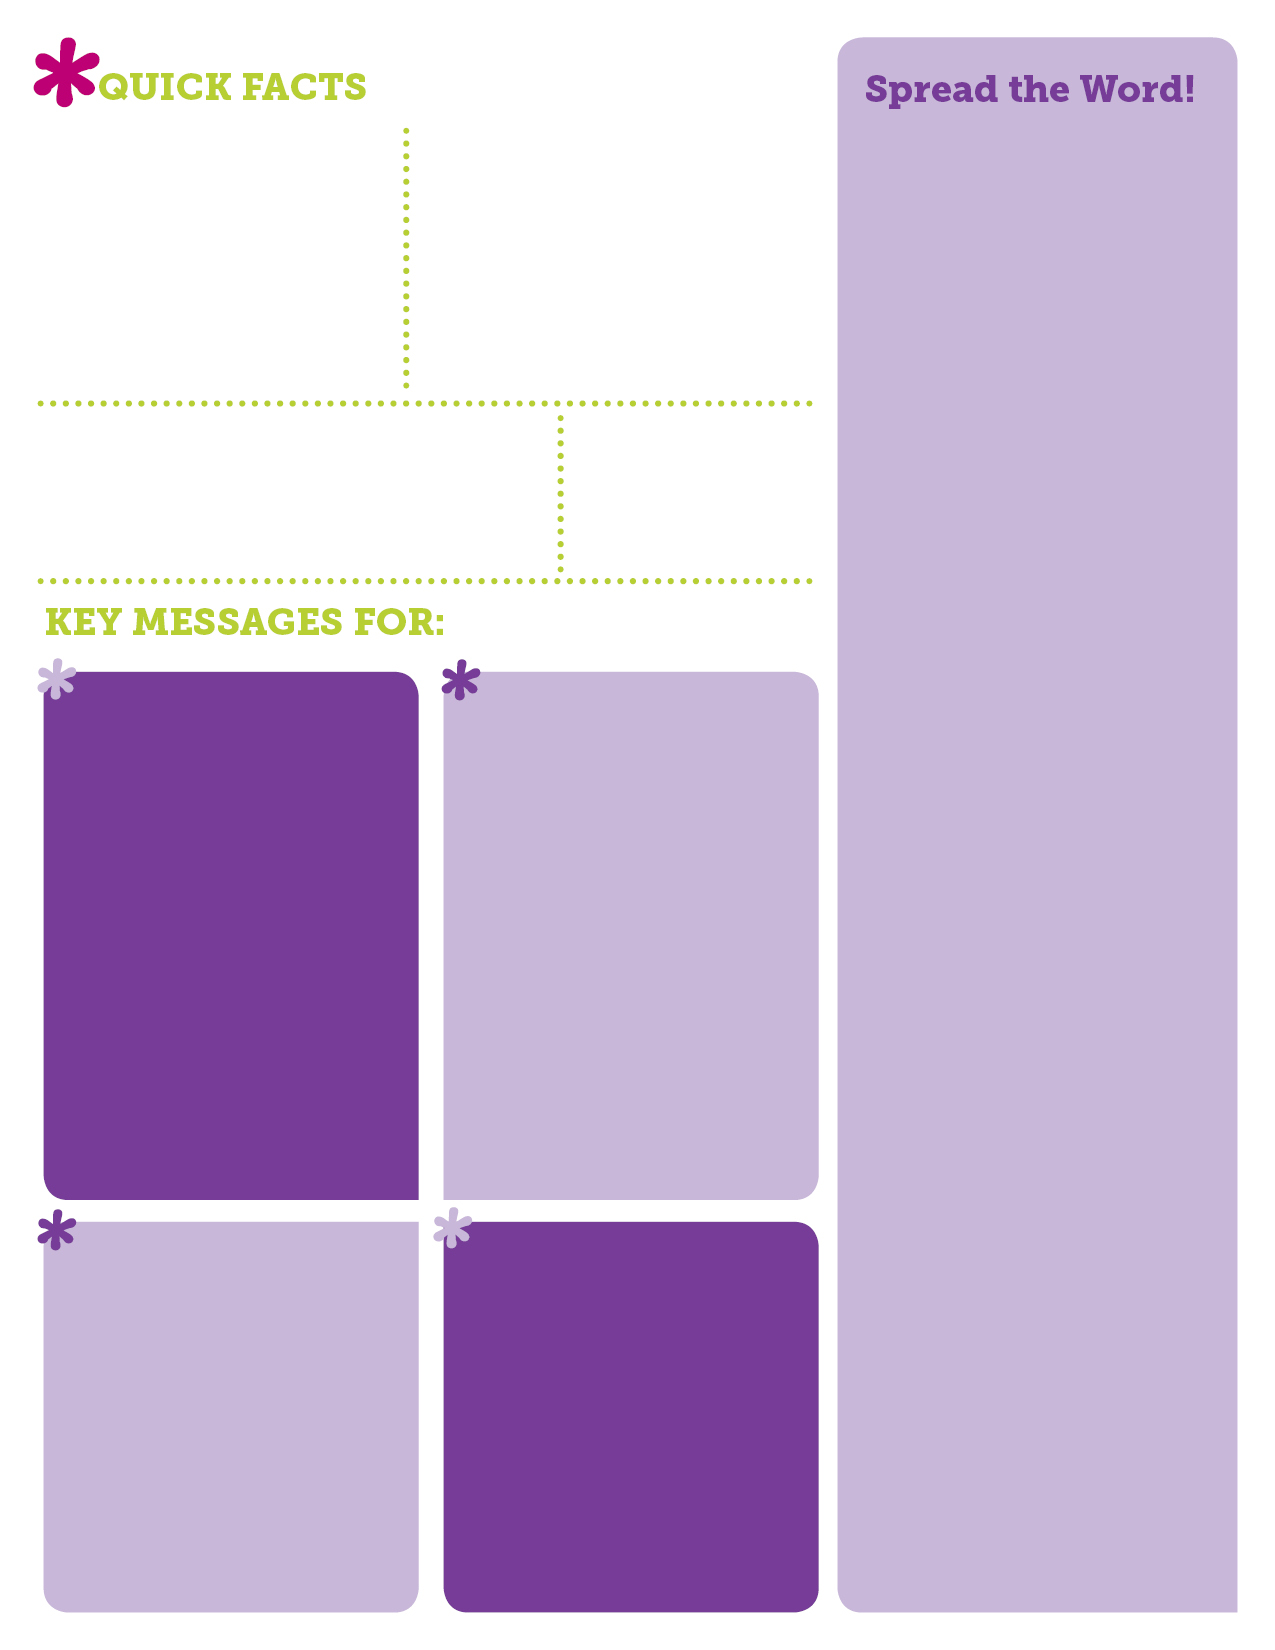 QUICK FACTS
Spread the Word!
KEY MESSAGES FOR: